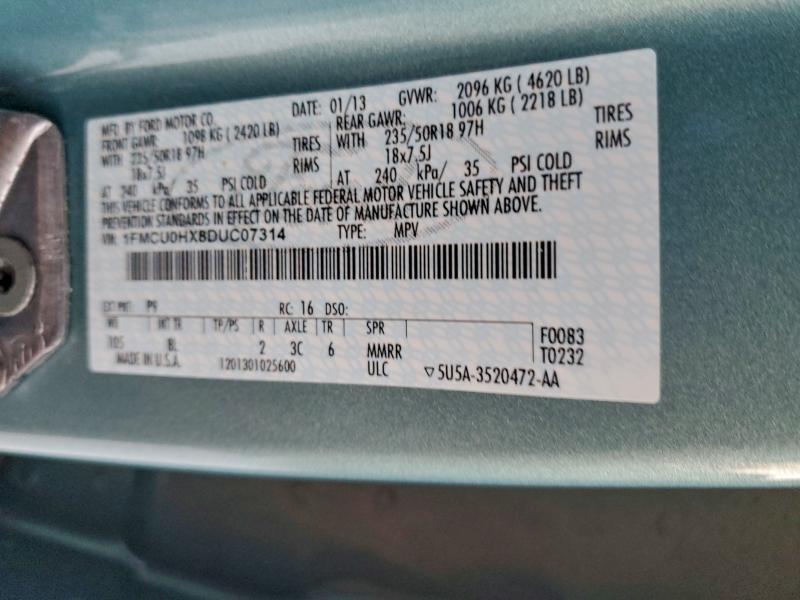 MFD. BY FORD MOTOR CO.
DATE: 01/13 GVWR: 2096 KG ( 4620 LB)
FRONT GAWR: 1098 KG ( 2420 LB) REAR GAWR: 1006 KG ( 2218 LB)
WITH 235/50R18 97H TIRES WITH 235/50R18 97H TIRES
18x7.5J RIMS 18x7.5J RIMS
AT 240 kPa/ 35 PSI COLD AT 240 kPa/ 35 PSI COLD
THIS VEHICLE CONFORMS TO ALL APPLICABLE FEDERAL MOTOR VEHICLE SAFETY AND THEFT
PREVENTION STANDARDS IN EFFECT ON THE DATE OF MANUFACTURE SHOWN ABOVE.
VIN: 1FMCU0HX8DUC07314 TYPE: MPV
EXT PNT: P9 RC: 16 DSO:
WB INT TR TP/PS R AXLE TR SPR F0083
105 8L 2 3C 6 MMRR T0232
MADE IN U.S.A. 1201301025600 ULC ▽5U5A-3520472-AA